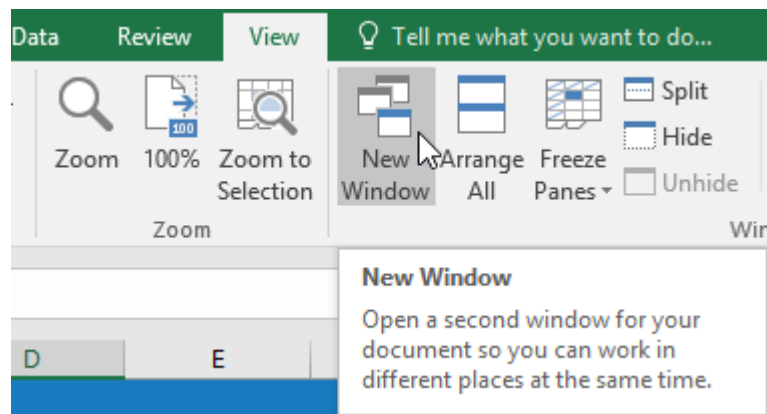 Data Review View Tell me what you want to do...
Zoom
100
100%
Zoom to
Selection
New
Window
Arrange
All
Freeze
Panes
Split
Hide
Unhide
Zoom
New Window
Open a second window for your
document so you can work in
different places at the same time.
D E